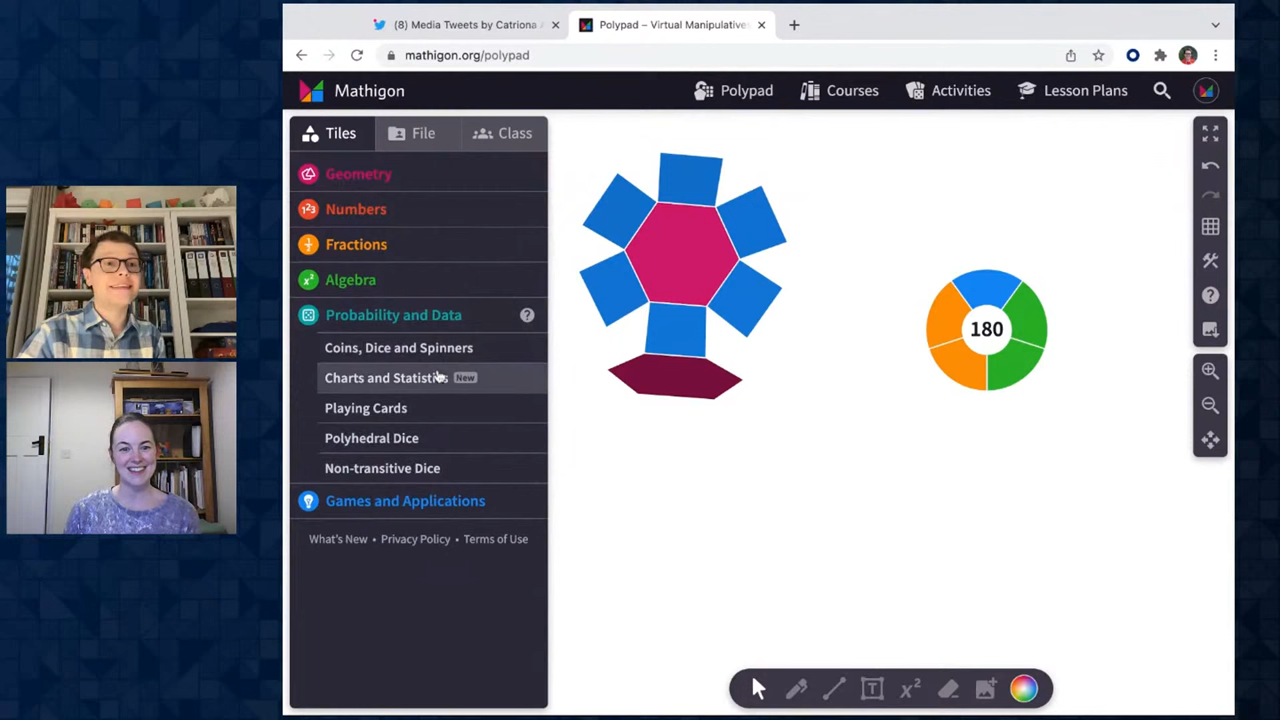 (8) Media Tweets by Catriona
Polypad – Virtual Manipulatives
mathigon.org/polypad
Mathigon
Polypad
Courses
Activities
Lesson Plans
Tiles
File
Class
Geometry
Numbers
Fractions
Algebra
Probability and Data
Coins, Dice and Spinners
Charts and Statistics New
Playing Cards
Polyhedral Dice
Non-transitive Dice
Games and Applications
What's New • Privacy Policy • Terms of Use
180